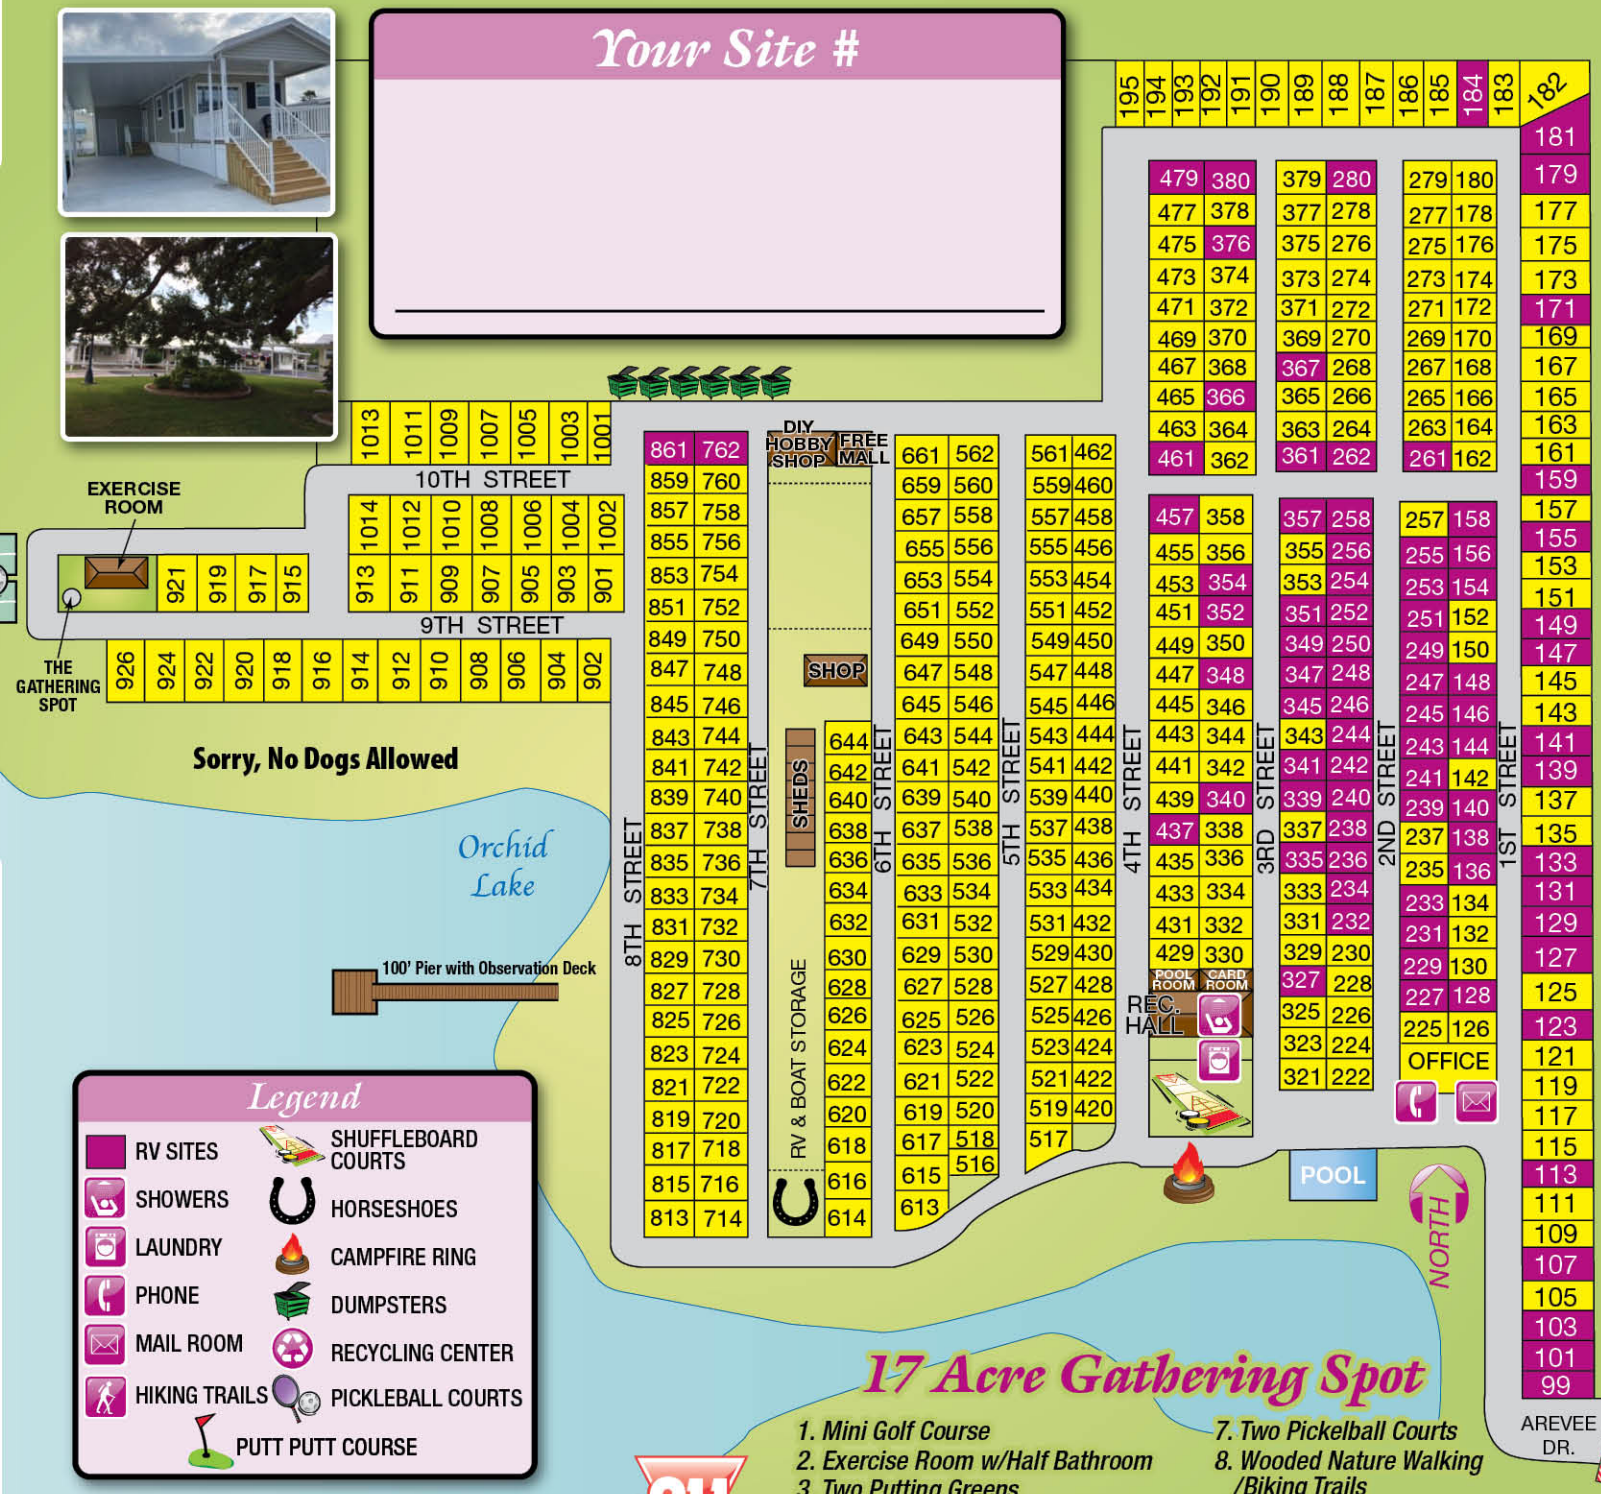 Your Site #
195 194 193 192 191 190 189 188 187 186 185 184 183 182
181
479 380 379 280 279 180 179
477 378 377 278 277 178 177
475 376 375 276 275 176 175
473 374 373 274 273 174 173
471 372 371 272 271 172 171
469 370 369 270 269 170 169
467 368 367 268 267 168 167
465 366 365 266 265 166 165
463 364 363 264 263 164 163
461 362 361 262 261 162 161
159
457 358 357 258 257 158 157
455 356 355 256 255 156 155
453 354 353 254 253 154 153
451 352 351 252 251 152 151
449 350 349 250 249 150 149
447 348 347 248 247 148 147
445 346 345 246 245 146 145
443 344 343 244 243 144 143
441 342 341 242 241 142 141
439 340 339 240 239 140 139
437 338 337 238 237 138 137
435 336 335 236 235 136 135
433 334 333 234 233 134 133
431 332 331 232 231 132 131
429 330 329 230 229 130 129
327 228 227 128 127
325 226 225 126 125
323 224 123
321 222 121
119
117
115
113
111
109
107
105
103
101
99
AREVEE
DR.
POOL
ROOM
CARD
ROOM
REC.
HALL
OFFICE
POOL
NORTH
1ST STREET
2ND STREET
3RD STREET
4TH STREET
5TH STREET
6TH STREET
7TH STREET
8TH STREET
1013 1011 1009 1007 1005 1003 1001
10TH STREET
1014 1012 1010 1008 1006 1004 1002
EXERCISE
ROOM
921 919 917 915 913 911 909 907 905 903 901
9TH STREET
THE
GATHERING
SPOT
926 924 922 920 918 916 914 912 910 908 906 904 902
DIY
HOBBY
SHOP
FREE
MALL
SHOP
SHEDS
RV & BOAT STORAGE
861 762 661 562 561 462
859 760 659 560 559 460
857 758 657 558 557 458
855 756 655 556 555 456
853 754 653 554 553 454
851 752 651 552 551 452
849 750 649 550 549 450
847 748 647 548 547 448
845 746 645 546 545 446
843 744 644 643 544 543 444
841 742 642 641 542 541 442
839 740 640 639 540 539 440
837 738 638 637 538 537 438
835 736 636 635 536 535 436
833 734 634 633 534 533 434
831 732 632 631 532 531 432
829 730 630 629 530 529 430
827 728 628 627 528 527 428
825 726 626 625 526 525 426
823 724 624 623 524 523 424
821 722 622 621 522 521 422
819 720 620 619 520 519 420
817 718 618 617 518 517
815 716 616 615 516
813 714 614 613
Sorry, No Dogs Allowed
Orchid
Lake
100' Pier with Observation Deck
Legend
RV SITES
SHOWERS
LAUNDRY
PHONE
MAIL ROOM
HIKING TRAILS
SHUFFLEBOARD
COURTS
HORSESHOES
CAMPFIRE RING
DUMPSTERS
RECYCLING CENTER
PICKLEBALL COURTS
PUTT PUTT COURSE
17 Acre Gathering Spot
1. Mini Golf Course
2. Exercise Room w/Half Bathroom
3. Two Putting Greens
7. Two Pickelball Courts
8. Wooded Nature Walking
/Biking Trails